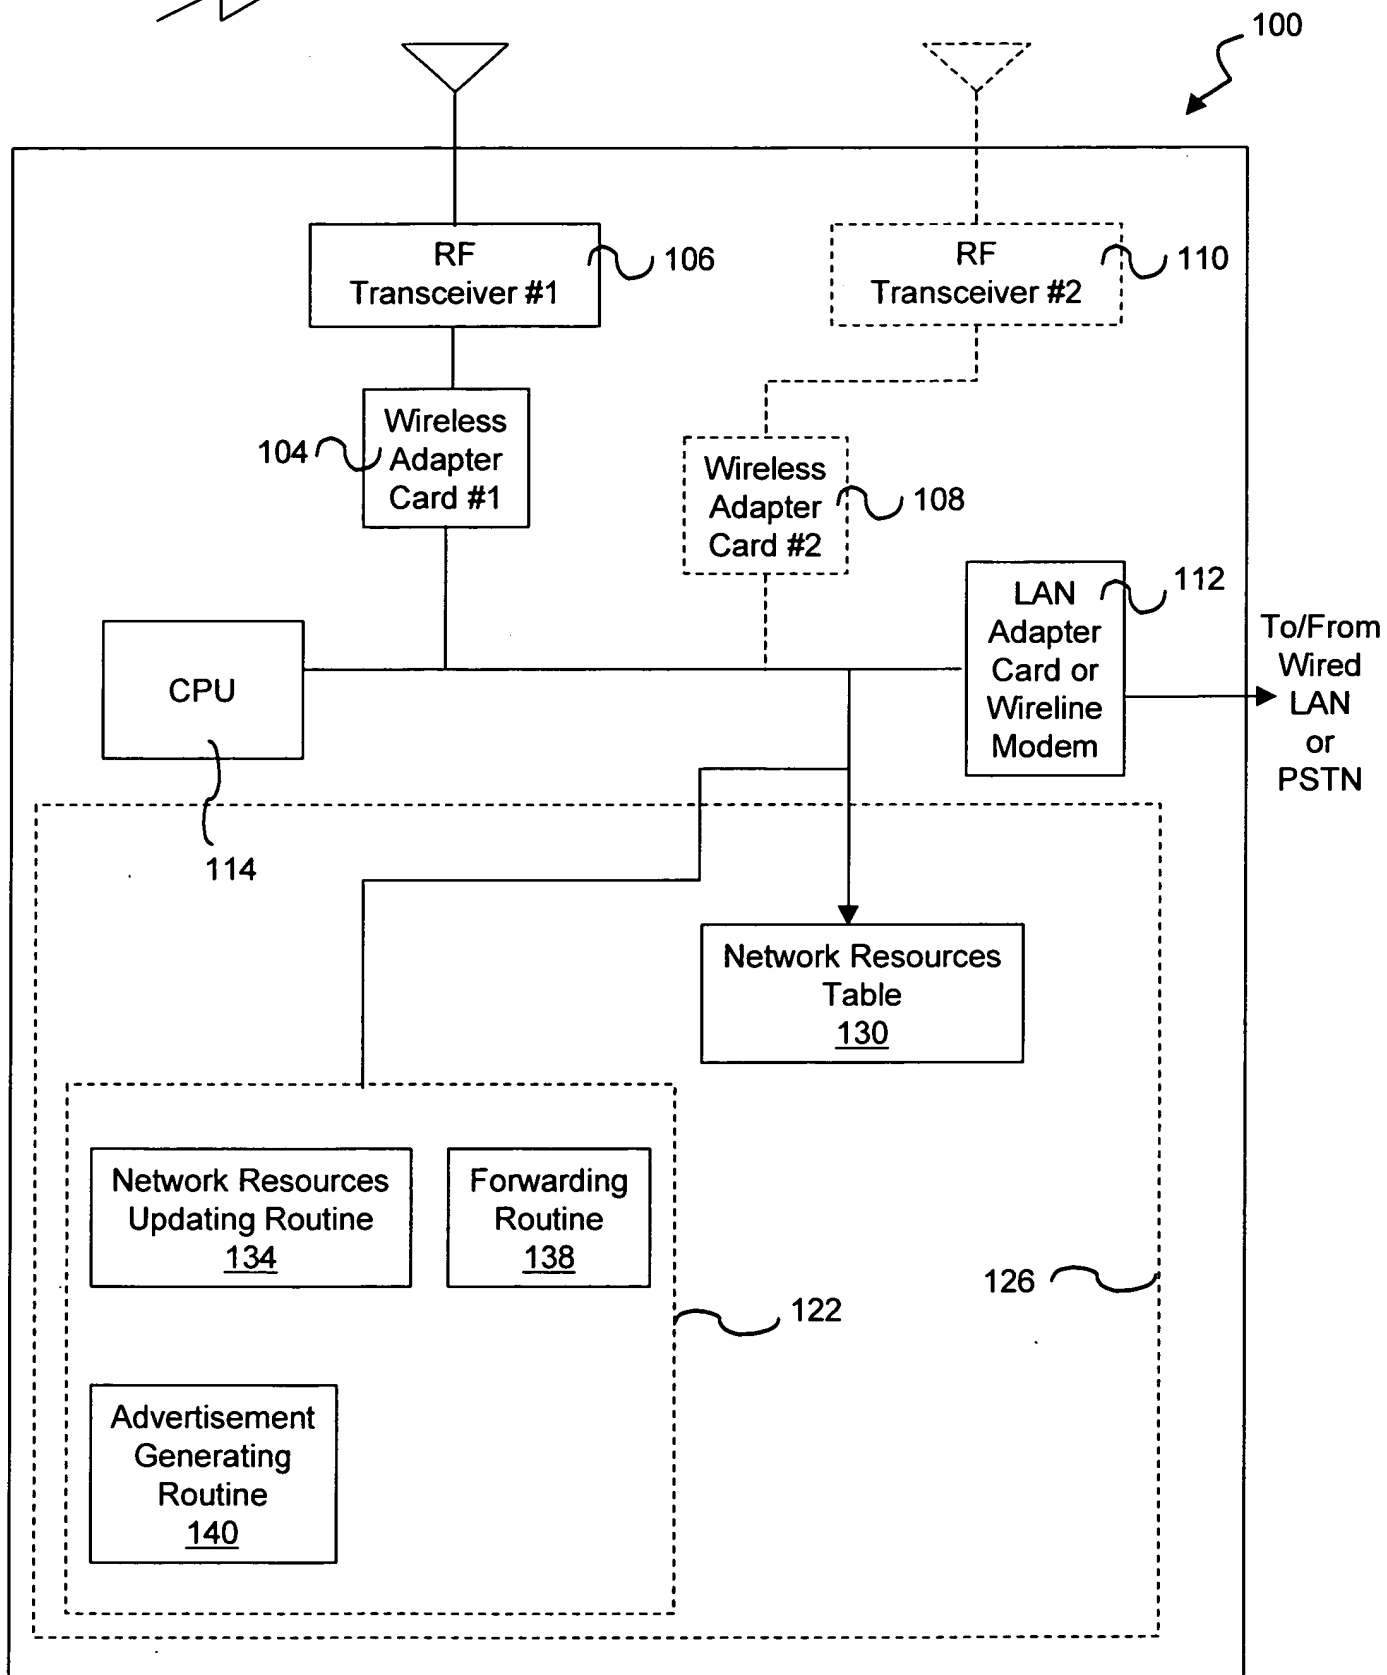 100
RF
Transceiver #1
106
RF
Transceiver #2
110
Wireless
Adapter
Card #1
104
Wireless
Adapter
Card #2
108
LAN
Adapter
Card or
Wireline
Modem
112
To/From
Wired
LAN
or
PSTN
CPU
114
Network Resources
Table
130
Network Resources
Updating Routine
134
Forwarding
Routine
138
126
122
Advertisement
Generating
Routine
140